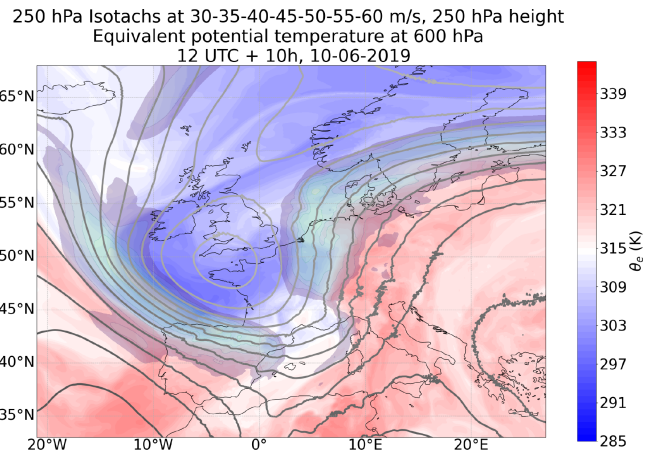 250 hPa Isotachs at 30-35-40-45-50-55-60 m/s, 250 hPa height
Equivalent potential temperature at 600 hPa
12 UTC + 10h, 10-06-2019
65°N
60°N
55°N
50°N
45°N
40°N
35°N
20°W
10°W
0°
10°E
20°E
339
333
327
321
315
309
303
297
291
285
θe (K)